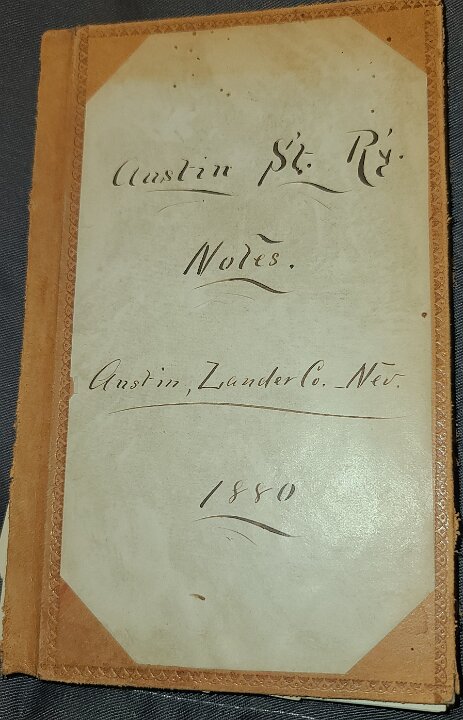 Austin St. Ry.
Notes.
Austin, Lander Co. Nev.
1880